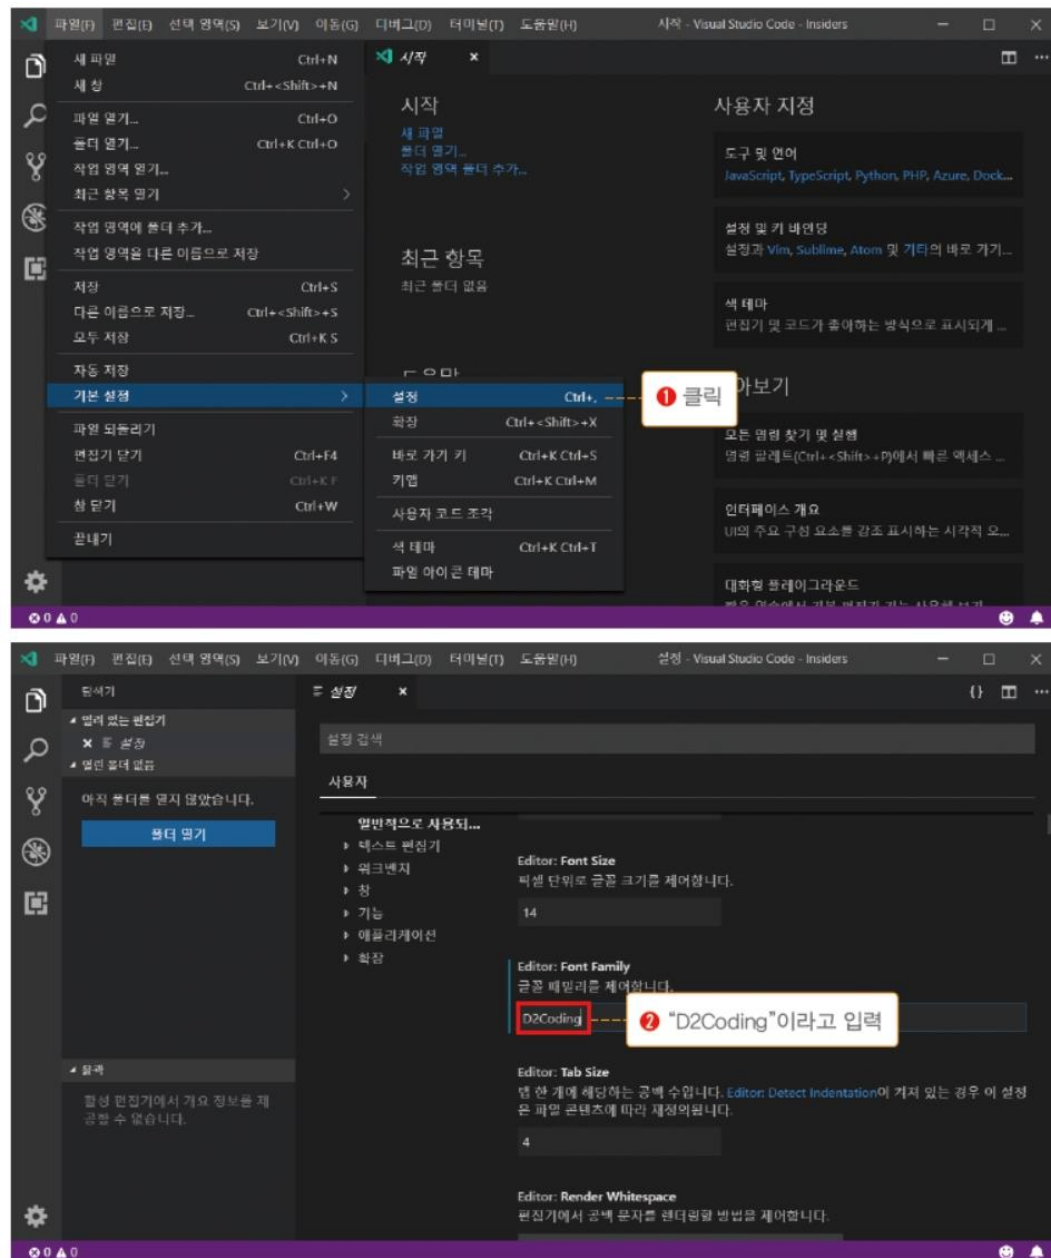 파일(F) 편집(E) 선택 영역(S) 보기(V) 이동(G) 디버그(D) 터미널(T) 도움말(H) 시작 - Visual Studio Code - Insiders
새 파일 Ctrl+N
새 창 Ctrl+<Shift>+N
파일 열기... Ctrl+O
폴더 열기... Ctrl+K Ctrl+O
작업 영역 열기...
최근 항목 열기
작업 영역에 폴더 추가...
작업 영역을 다른 이름으로 저장
저장 Ctrl+S
다른 이름으로 저장... Ctrl+<Shift>+S
모두 저장 Ctrl+K S
자동 저장
기본 설정
파일 되돌리기
편집기 닫기 Ctrl+F4
폴더 닫기 Ctrl+K F
창 닫기 Ctrl+W
끝내기
설정 Ctrl+,
확장 Ctrl+<Shift>+X
바로 가기 키 Ctrl+K Ctrl+S
키맵 Ctrl+K Ctrl+M
사용자 코드 조각
색 테마 Ctrl+K Ctrl+T
파일 아이콘 테마
❶ 클릭
시작
시작
새 파일
폴더 열기...
작업 영역 폴더 추가...
최근 항목
최근 폴더 없음
사용자 지정
도구 및 언어
JavaScript, TypeScript, Python, PHP, Azure, Dock...
설정 및 키 바인딩
설정과 Vim, Sublime, Atom 및 기타의 바로 가기...
색 테마
편집기 및 코드가 좋아하는 방식으로 표시되게 ...
아보기
모든 명령 찾기 및 실행
명령 팔레트(Ctrl+<Shift>+P)에서 빠른 액세스 ...
인터페이스 개요
UI의 주요 구성 요소를 강조 표시하는 시각적 오...
대화형 플레이그라운드
0 0
파일(F) 편집(E) 선택 영역(S) 보기(V) 이동(G) 디버그(D) 터미널(T) 도움말(H) 설정 - Visual Studio Code - Insiders
탐색기
열려 있는 편집기
설정
열린 폴더 없음
아직 폴더를 열지 않았습니다.
폴더 열기
윤곽
활성 편집기에서 개요 정보를 제
공할 수 없습니다.
설정
설정 검색
사용자
일반적으로 사용되...
텍스트 편집기
워크벤치
창
기능
애플리케이션
확장
Editor: Font Size
픽셀 단위로 글꼴 크기를 제어합니다.
14
Editor: Font Family
글꼴 패밀리를 제어합니다.
D2Coding
❷ “D2Coding”이라고 입력
Editor: Tab Size
탭 한 개에 해당하는 공백 수입니다. Editor: Detect Indentation이 켜져 있는 경우 이 설정
은 파일 콘텐츠에 따라 재정의됩니다.
4
Editor: Render Whitespace
편집기에서 공백 문자를 렌더링할 방법을 제어합니다.
0 0